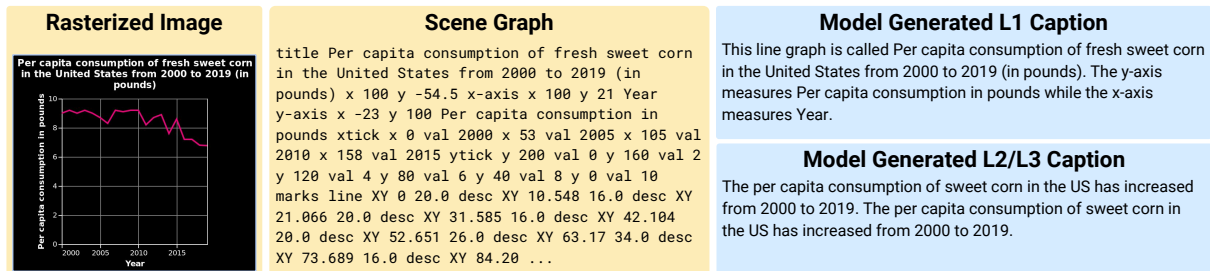 Rasterized Image
Per capita consumption of fresh sweet corn
in the United States from 2000 to 2019 (in
pounds)
Per capita consumption in pounds
10
8
6
4
2
0
2000 2005 2010 2015
Year
Scene Graph
title Per capita consumption of fresh sweet corn
in the United States from 2000 to 2019 (in
pounds) x 100 y -54.5 x-axis x 100 y 21 Year
y-axis x -23 y 100 Per capita consumption in
pounds xtick x 0 val 2000 x 53 val 2005 x 105 val
2010 x 158 val 2015 ytick y 200 val 0 y 160 val 2
y 120 val 4 y 80 val 6 y 40 val 8 y 0 val 10
marks line XY 0 20.0 desc XY 10.548 16.0 desc XY
21.066 20.0 desc XY 31.585 16.0 desc XY 42.104
20.0 desc XY 52.651 26.0 desc XY 63.17 34.0 desc
XY 73.689 16.0 desc XY 84.20 ...
Model Generated L1 Caption
This line graph is called Per capita consumption of fresh sweet corn
in the United States from 2000 to 2019 (in pounds). The y-axis
measures Per capita consumption in pounds while the x-axis
measures Year.
Model Generated L2/L3 Caption
The per capita consumption of sweet corn in the US has increased
from 2000 to 2019. The per capita consumption of sweet corn in
the US has increased from 2000 to 2019.